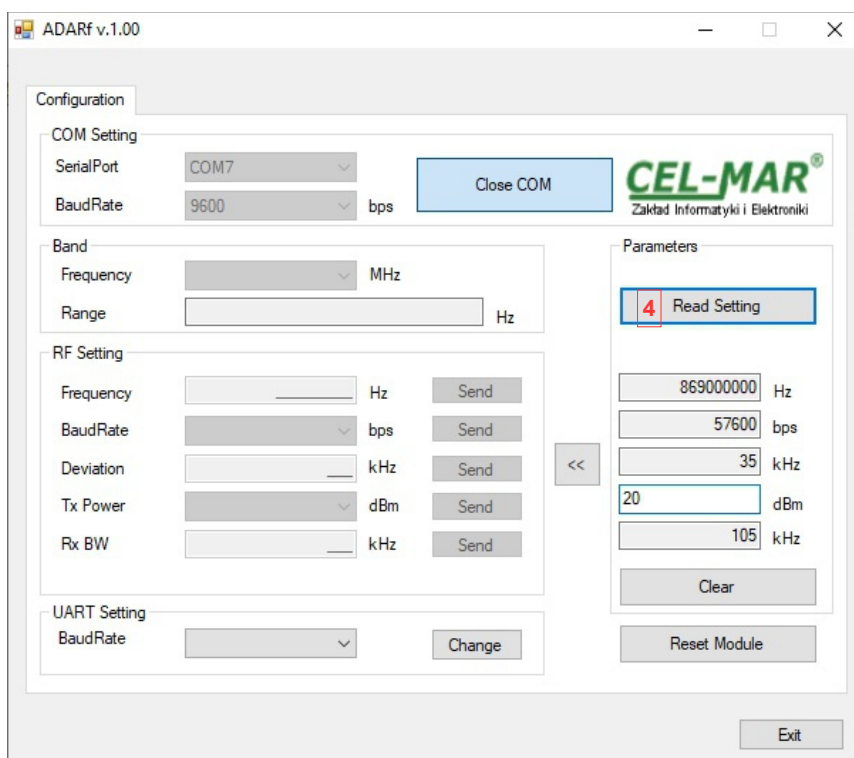 ADARf v.1.00
Configuration
COM Setting
SerialPort COM7
BaudRate 9600 bps
Close COM
CEL-MAR®
Zakład Informatyki i Elektroniki
Band
Frequency MHz
Range Hz
RF Setting
Frequency ________ Hz Send
BaudRate bps Send
Deviation ___ kHz Send
Tx Power dBm Send
Rx BW ___ kHz Send
<<
Parameters
4 Read Setting
869000000 Hz
57600 bps
35 kHz
20 dBm
105 kHz
Clear
UART Setting
BaudRate Change
Reset Module
Exit